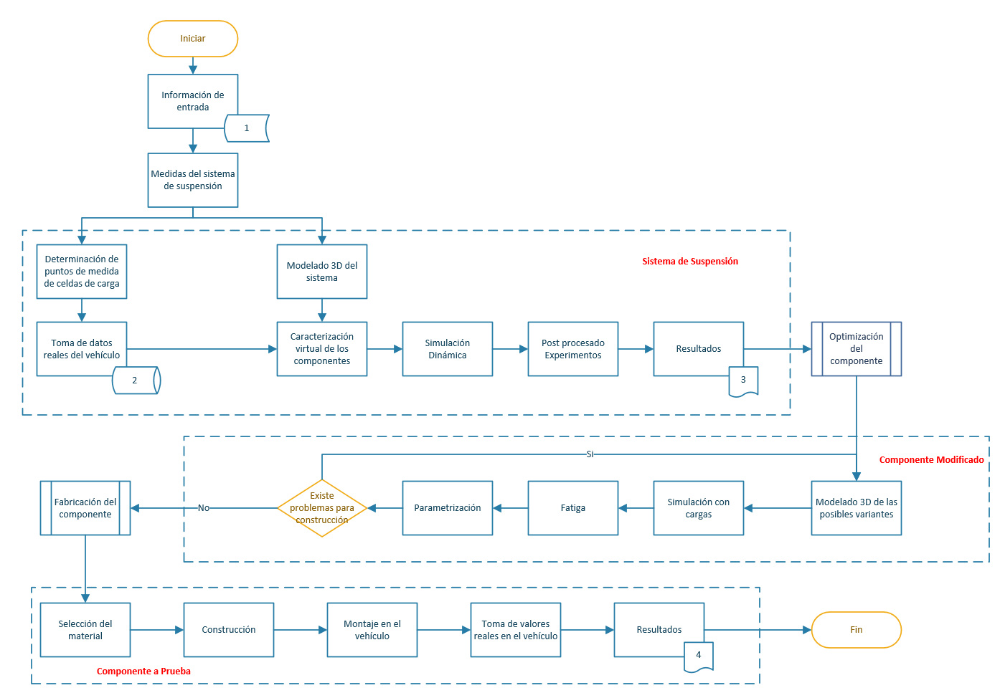 Iniciar
Información de
entrada
1
Medidas del sistema
de suspensión
Sistema de Suspensión
Determinación de
puntos de medida
de celdas de carga
Modelado 3D del
sistema
Toma de datos
reales del vehículo
2
Caracterización
virtual de los
componentes
Simulación
Dinámica
Post procesado
Experimentos
Resultados
3
Optimización
del
componente
Si
Componente Modificado
Fabricación del
componente
No
Existe
problemas para
construcción
Parametrización
Fatiga
Simulación con
cargas
Modelado 3D de las
posibles variantes
Selección del
material
Construcción
Montaje en el
vehículo
Toma de valores
reales en el vehículo
Resultados
4
Fin
Componente a Prueba